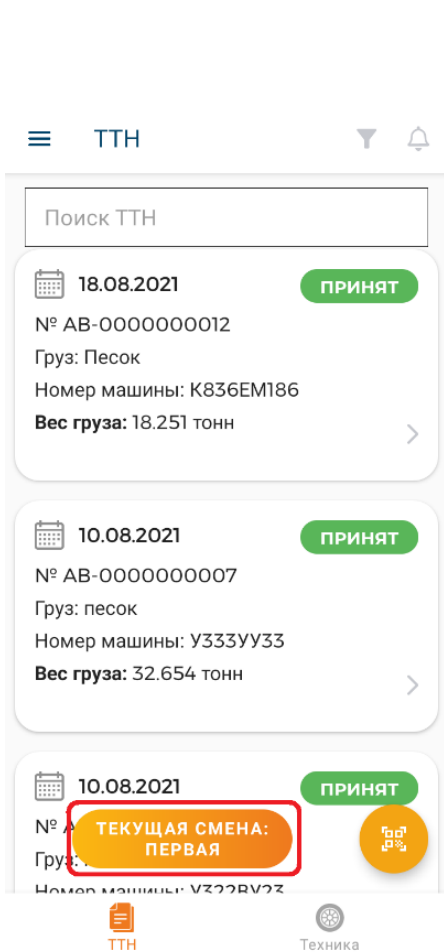 ТТН
Поиск ТТН
18.08.2021 ПРИНЯТ
№ АВ-0000000012
Груз: Песок
Номер машины: К836ЕМ186
Вес груза: 18.251 тонн
10.08.2021 ПРИНЯТ
№ АВ-0000000007
Груз: песок
Номер машины: У333УУ33
Вес груза: 32.654 тонн
10.08.2021 ПРИНЯТ
№
Груз:
ТЕКУЩАЯ СМЕНА:
ПЕРВАЯ
Номер машины: У322ВУ23
ТТН Техника